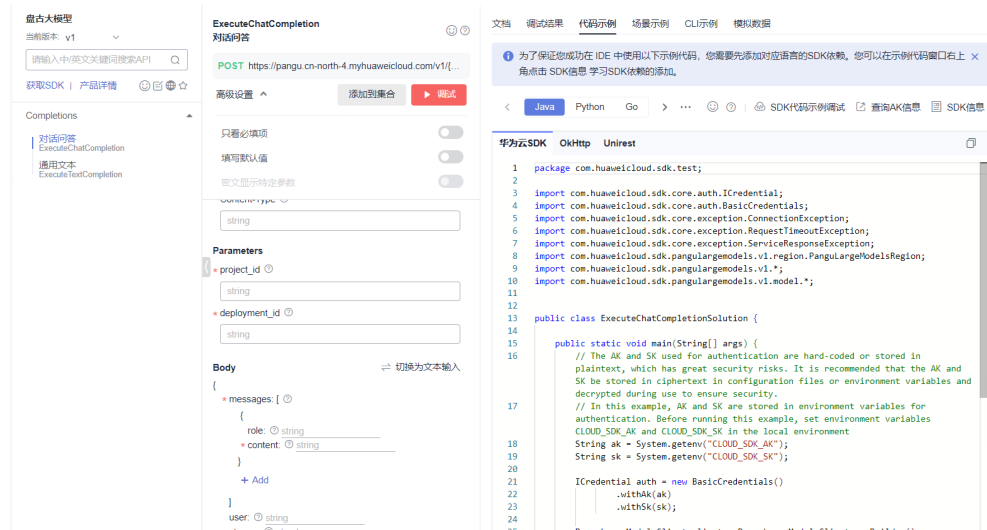 盘古大模型
当前版本: v1
请输入中/英文关键词搜索API
获取SDK | 产品详情
Completions
对话问答
ExecuteChatCompletion
通用文本
ExecuteTextCompletion
ExecuteChatCompletion
对话问答
POST https://pangu.cn-north-4.myhuaweicloud.com/v1/{...
高级设置
添加到集合
调试
只看必填项
填写默认值
密文显示特定参数
Content-Type
string
Parameters
* project_id
string
* deployment_id
string
Body
切换为文本输入
{
* messages: [
{
role: string
* content: string
}
+ Add
]
user: string
文档 调试结果 代码示例 场景示例 CLI示例 模拟数据
为了保证您成功在 IDE 中使用以下示例代码，您需要先添加对应语言的SDK依赖。您可以在示例代码窗口右上
角点击 SDK信息 学习SDK依赖的添加。
Java Python Go ··· SDK代码示例调试 查询AK信息 SDK信息
华为云SDK OkHttp Unirest
1 package com.huaweicloud.sdk.test;
2
3 import com.huaweicloud.sdk.core.auth.ICredential;
4 import com.huaweicloud.sdk.core.auth.BasicCredentials;
5 import com.huaweicloud.sdk.core.exception.ConnectionException;
6 import com.huaweicloud.sdk.core.exception.RequestTimeoutException;
7 import com.huaweicloud.sdk.core.exception.ServiceResponseException;
8 import com.huaweicloud.sdk.pangulargemodels.v1.region.PanguLargeModelsRegion;
9 import com.huaweicloud.sdk.pangulargemodels.v1.*;
10 import com.huaweicloud.sdk.pangulargemodels.v1.model.*;
11
12
13 public class ExecuteChatCompletionSolution {
14
15 public static void main(String[] args) {
16 // The AK and SK used for authentication are hard-coded or stored in
plaintext, which has great security risks. It is recommended that the AK and
SK be stored in ciphertext in configuration files or environment variables and
decrypted during use to ensure security.
17 // In this example, AK and SK are stored in environment variables for
authentication. Before running this example, set environment variables
CLOUD_SDK_AK and CLOUD_SDK_SK in the local environment
18 String ak = System.getenv("CLOUD_SDK_AK");
19 String sk = System.getenv("CLOUD_SDK_SK");
20
21 ICredential auth = new BasicCredentials()
22 .withAk(ak)
23 .withSk(sk);
24